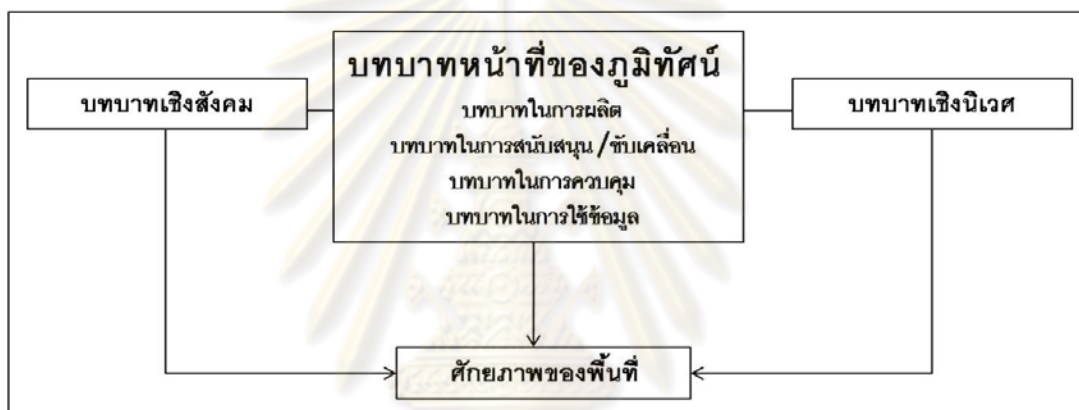 บทบาทหน้าที่ของภูมิทัศน์
บทบาทเชิงสังคม
บทบาทในการผลิต
บทบาทในการสนับสนุน/ขับเคลื่อน
บทบาทในการควบคุม
บทบาทในการใช้ข้อมูล
บทบาทเชิงนิเวศ
ศักยภาพของพื้นที่